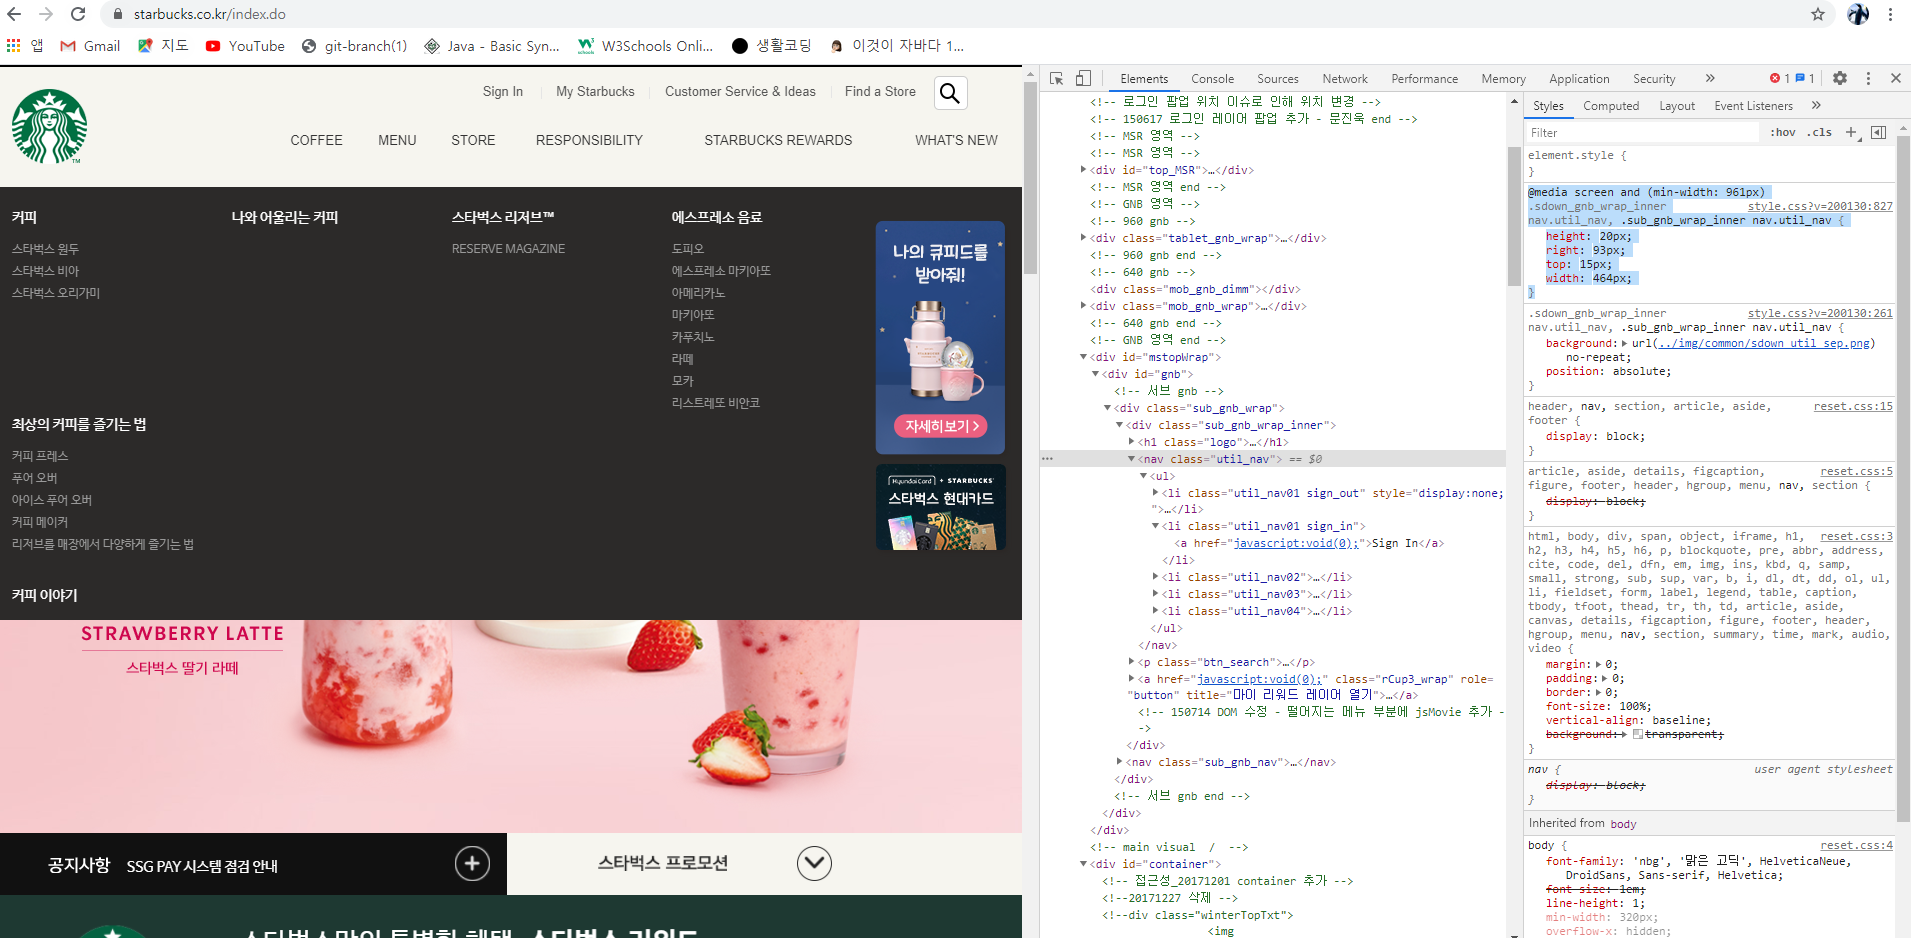 starbucks.co.kr/index.do
앱 Gmail 지도 YouTube git-branch(1) Java - Basic Syn... W3Schools Onli... 생활코딩 이것이 자바다 1...
Sign In My Starbucks Customer Service & Ideas Find a Store
COFFEE MENU STORE RESPONSIBILITY STARBUCKS REWARDS WHAT'S NEW
TM
커피
스타벅스 원두
스타벅스 비아
스타벅스 오리가미
나와 어울리는 커피
스타벅스 리저브™
RESERVE MAGAZINE
에스프레소 음료
도피오
에스프레소 마키아또
아메리카노
마키아또
카푸치노
라떼
모카
리스트레또 비안코
나의 큐피드를
받아줘!
자세히보기 >
HyundaiCard + STARBUCKS
스타벅스 현대카드
최상의 커피를 즐기는 법
커피 프레스
푸어 오버
아이스 푸어 오버
커피 메이커
리저브를 매장에서 다양하게 즐기는 법
커피 이야기
STRAWBERRY LATTE
스타벅스 딸기 라떼
공지사항 SSG PAY 시스템 점검 안내
스타벅스 프로모션
Elements Console Sources Network Performance Memory Application Security » 1 1
<!-- 로그인 팝업 위치 이슈로 인해 위치 변경 -->
<!-- 150617 로그인 레이어 팝업 추가 - 문진욱 end -->
<!-- MSR 영역 -->
<!-- MSR 영역 -->
<div id="top_MSR">…</div>
<!-- MSR 영역 end -->
<!-- GNB 영역 -->
<!-- 960 gnb -->
<div class="tablet_gnb_wrap">…</div>
<!-- 960 gnb end -->
<!-- 640 gnb -->
<div class="mob_gnb_dimm"></div>
<div class="mob_gnb_wrap">…</div>
<!-- 640 gnb end -->
<!-- GNB 영역 end -->
<div id="mstopWrap">
<div id="gnb">
<!-- 서브 gnb -->
<div class="sub_gnb_wrap">
<div class="sub_gnb_wrap_inner">
<h1 class="logo">…</h1>
<nav class="util_nav"> == $0
<ul>
<li class="util_nav01 sign_out" style="display:none;
">…</li>
<li class="util_nav01 sign_in">
<a href="javascript:void(0);">Sign In</a>
</li>
<li class="util_nav02">…</li>
<li class="util_nav03">…</li>
<li class="util_nav04">…</li>
</ul>
</nav>
<p class="btn_search">…</p>
<a href="javascript:void(0);" class="rCup3_wrap" role=
"button" title="마이 리워드 레이어 열기">…</a>
<!-- 150714 DOM 수정 - 떨어지는 메뉴 부분에 jsMovie 추가 -
->
</div>
<nav class="sub_gnb_nav">…</nav>
</div>
<!-- 서브 gnb end -->
</div>
</div>
<!-- main visual / -->
<div id="container">
<!-- 접근성_20171201 container 추가 -->
<!--20171227 삭제 -->
<!--div class="winterTopTxt">
<img
Styles Computed Layout Event Listeners »
Filter :hov .cls +
element.style {
}
@media screen and (min-width: 961px)
.sdown_gnb_wrap_inner style.css?v=200130:827
nav.util_nav, .sub_gnb_wrap_inner nav.util_nav {
height: 20px;
right: 93px;
top: 15px;
width: 464px;
}
.sdown_gnb_wrap_inner style.css?v=200130:261
nav.util_nav, .sub_gnb_wrap_inner nav.util_nav {
background: url(../img/common/sdown_util_sep.png)
no-repeat;
position: absolute;
}
header, nav, section, article, aside, reset.css:15
footer {
display: block;
}
article, aside, details, figcaption, reset.css:5
figure, footer, header, hgroup, menu, nav, section {
display: block;
}
html, body, div, span, object, iframe, h1, reset.css:3
h2, h3, h4, h5, h6, p, blockquote, pre, abbr, address,
cite, code, del, dfn, em, img, ins, kbd, q, samp,
small, strong, sub, sup, var, b, i, dl, dt, dd, ol, ul,
li, fieldset, form, label, legend, table, caption,
tbody, tfoot, thead, tr, th, td, article, aside,
canvas, details, figcaption, figure, footer, header,
hgroup, menu, nav, section, summary, time, mark, audio,
video {
margin: 0;
padding: 0;
border: 0;
font-size: 100%;
vertical-align: baseline;
background: transparent;
}
nav { user agent stylesheet
display: block;
}
Inherited from body
body { reset.css:4
font-family: 'nbg', '맑은 고딕', HelveticaNeue,
DroidSans, Sans-serif, Helvetica;
font-size: 1em;
line-height: 1;
min-width: 320px;
overflow-x: hidden;